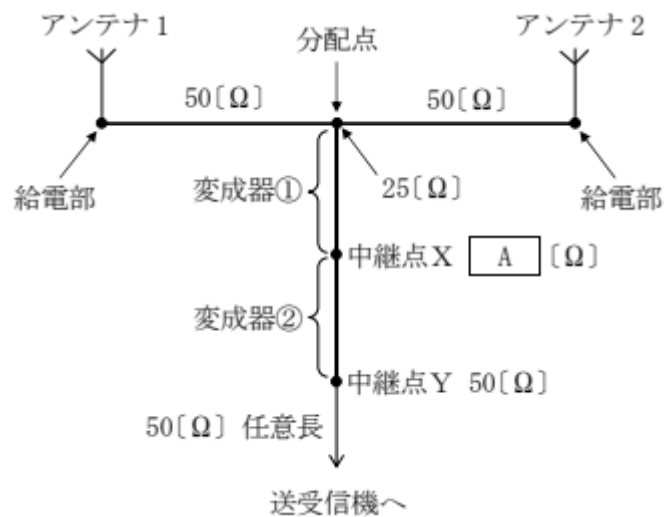 アンテナ1
アンテナ2
分配点
50〔Ω〕
50〔Ω〕
給電部
変成器①
25〔Ω〕
給電部
中継点X A 〔Ω〕
変成器②
中継点Y 50〔Ω〕
50〔Ω〕 任意長
送受信機へ